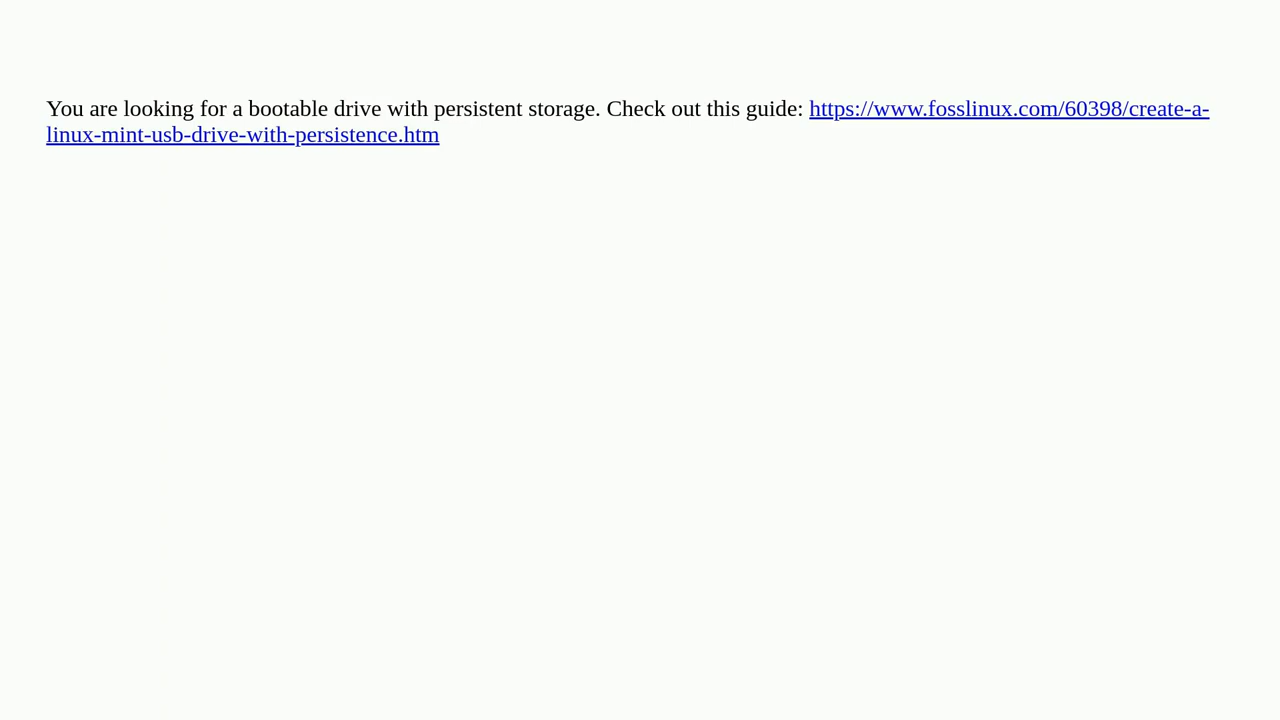 You are looking for a bootable drive with persistent storage. Check out this guide: https://www.fosslinux.com/60398/create-a-
linux-mint-usb-drive-with-persistence.htm